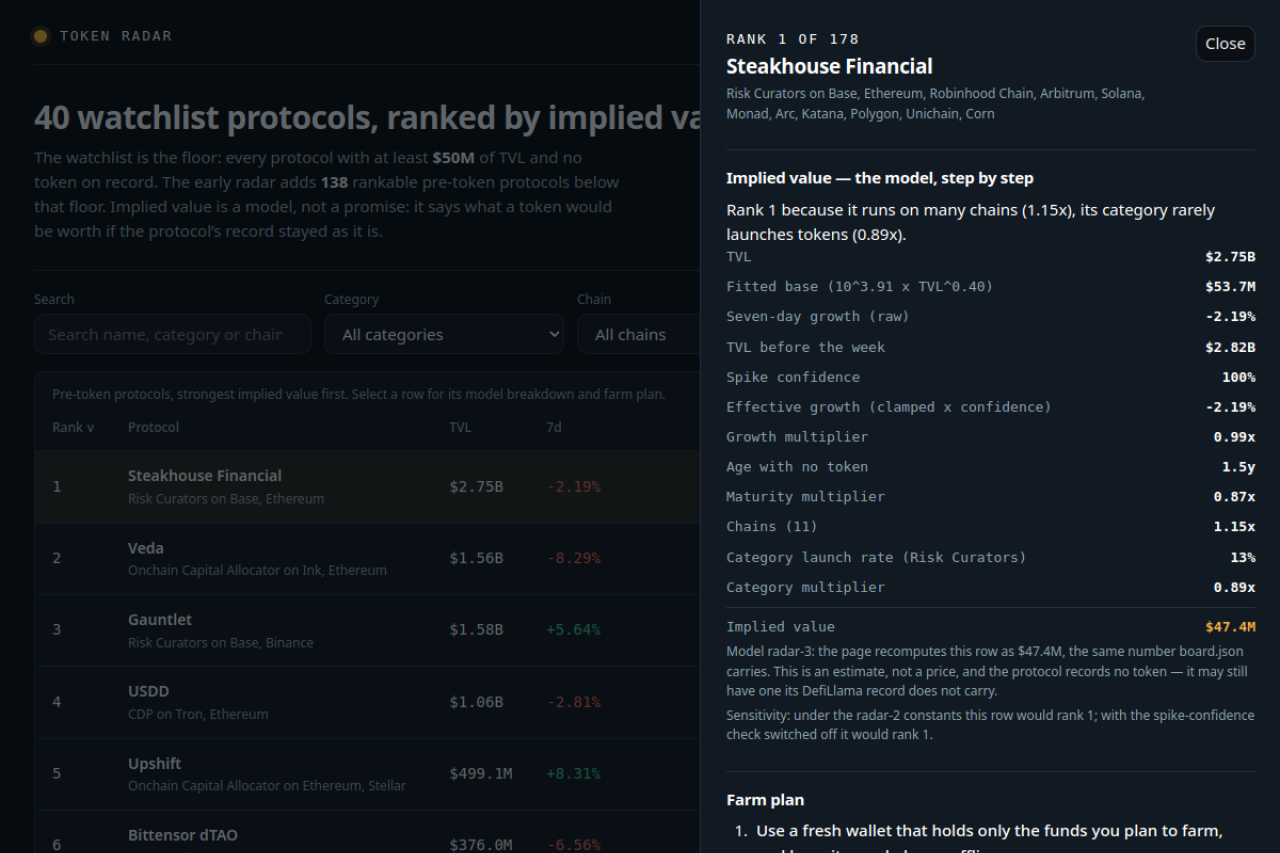 TOKEN RADAR
40 watchlist protocols, ranked by implied va
The watchlist is the floor: every protocol with at least $50M of TVL and no
token on record. The early radar adds 138 rankable pre-token protocols below
that floor. Implied value is a model, not a promise: it says what a token would
be worth if the protocol's record stayed as it is.
Search
Category
Chain
Search name, category or chain
All categories
All chains
Pre-token protocols, strongest implied value first. Select a row for its model breakdown and farm plan.
Rank v
Protocol
TVL
7d
1
Steakhouse Financial
Risk Curators on Base, Ethereum
$2.75B
-2.19%
2
Veda
Onchain Capital Allocator on Ink, Ethereum
$1.56B
-8.29%
3
Gauntlet
Risk Curators on Base, Binance
$1.58B
+5.64%
4
USDD
CDP on Tron, Ethereum
$1.06B
-2.81%
5
Upshift
Onchain Capital Allocator on Ethereum, Stellar
$499.1M
+8.31%
6
Bittensor dTAO
$376.0M
-6.56%
RANK 1 OF 178
Close
Steakhouse Financial
Risk Curators on Base, Ethereum, Robinhood Chain, Arbitrum, Solana,
Monad, Arc, Katana, Polygon, Unichain, Corn
Implied value — the model, step by step
Rank 1 because it runs on many chains (1.15x), its category rarely
launches tokens (0.89x).
TVL $2.75B
Fitted base (10^3.91 x TVL^0.40) $53.7M
Seven-day growth (raw) -2.19%
TVL before the week $2.82B
Spike confidence 100%
Effective growth (clamped x confidence) -2.19%
Growth multiplier 0.99x
Age with no token 1.5y
Maturity multiplier 0.87x
Chains (11) 1.15x
Category launch rate (Risk Curators) 13%
Category multiplier 0.89x
Implied value $47.4M
Model radar-3: the page recomputes this row as $47.4M, the same number board.json
carries. This is an estimate, not a price, and the protocol records no token — it may still
have one its DefiLlama record does not carry.
Sensitivity: under the radar-2 constants this row would rank 1; with the spike-confidence
check switched off it would rank 1.
Farm plan
1. Use a fresh wallet that holds only the funds you plan to farm,